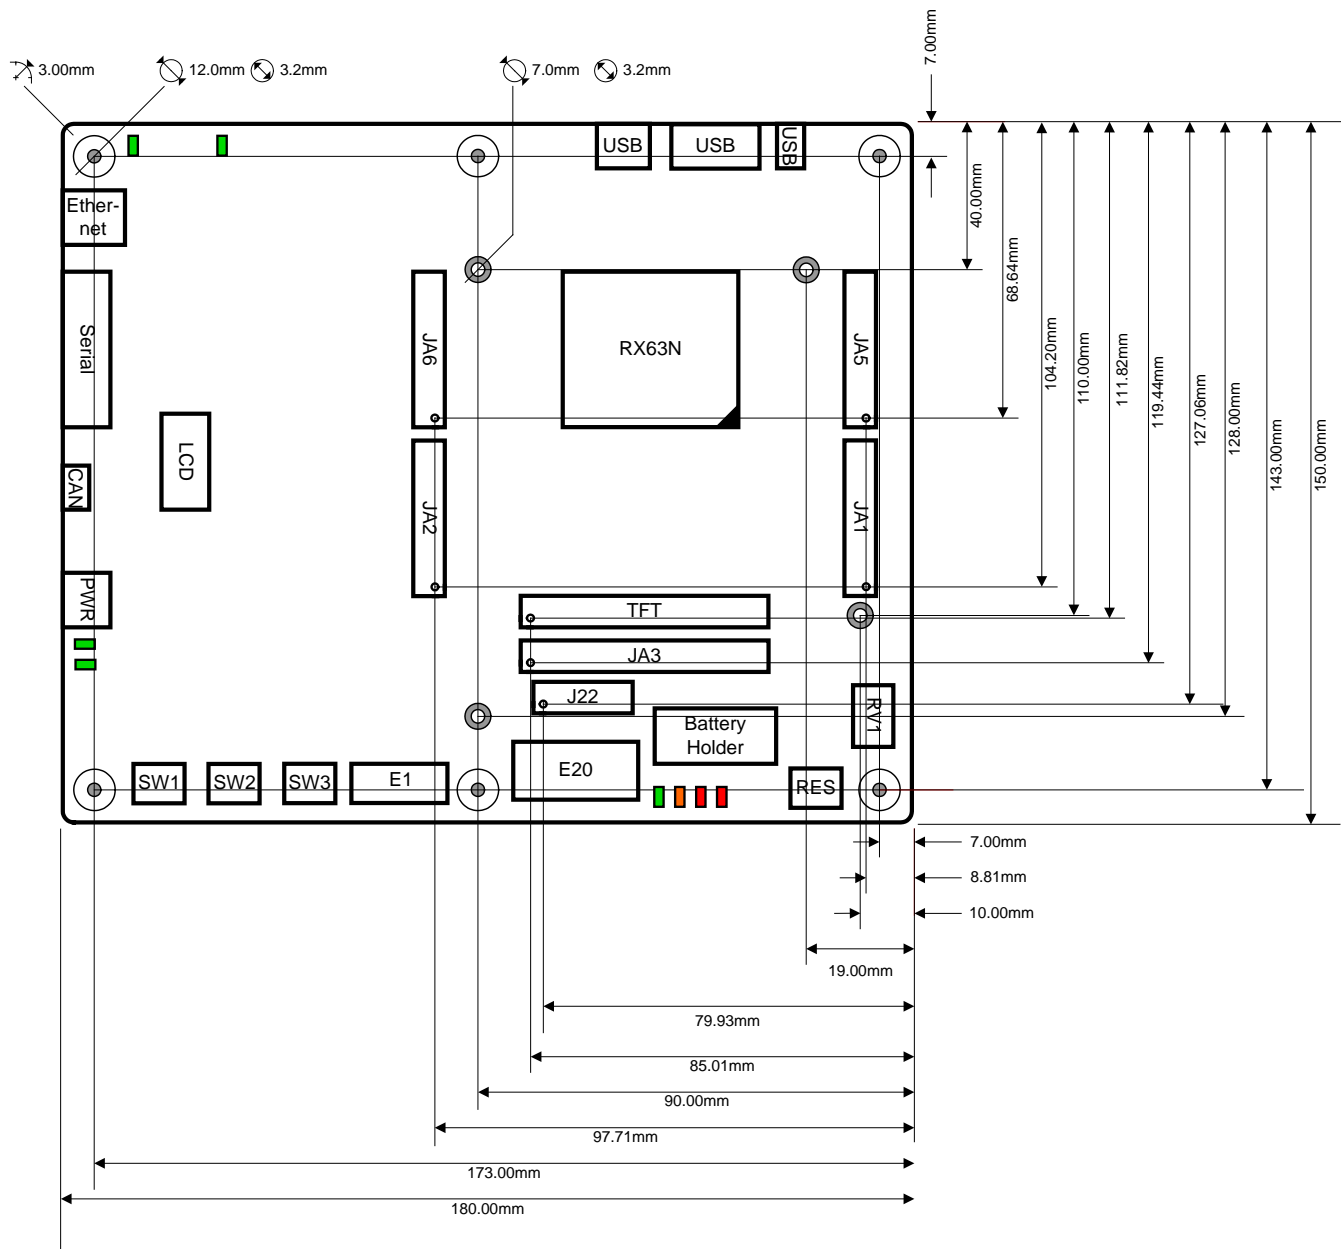 7.00mm
3.00mm
12.0mm 3.2mm
7.0mm 3.2mm
USB
USB
USB
Ether-
net
40.00mm
68.64mm
104.20mm
110.00mm
111.82mm
119.44mm
127.06mm
128.00mm
143.00mm
150.00mm
Serial
JA6
RX63N
JA5
LCD
CAN
JA2
JA1
PWR
TFT
JA3
J22
Battery
Holder
RV1
SW1
SW2
SW3
E1
E20
RES
7.00mm
8.81mm
10.00mm
19.00mm
79.93mm
85.01mm
90.00mm
97.71mm
173.00mm
180.00mm